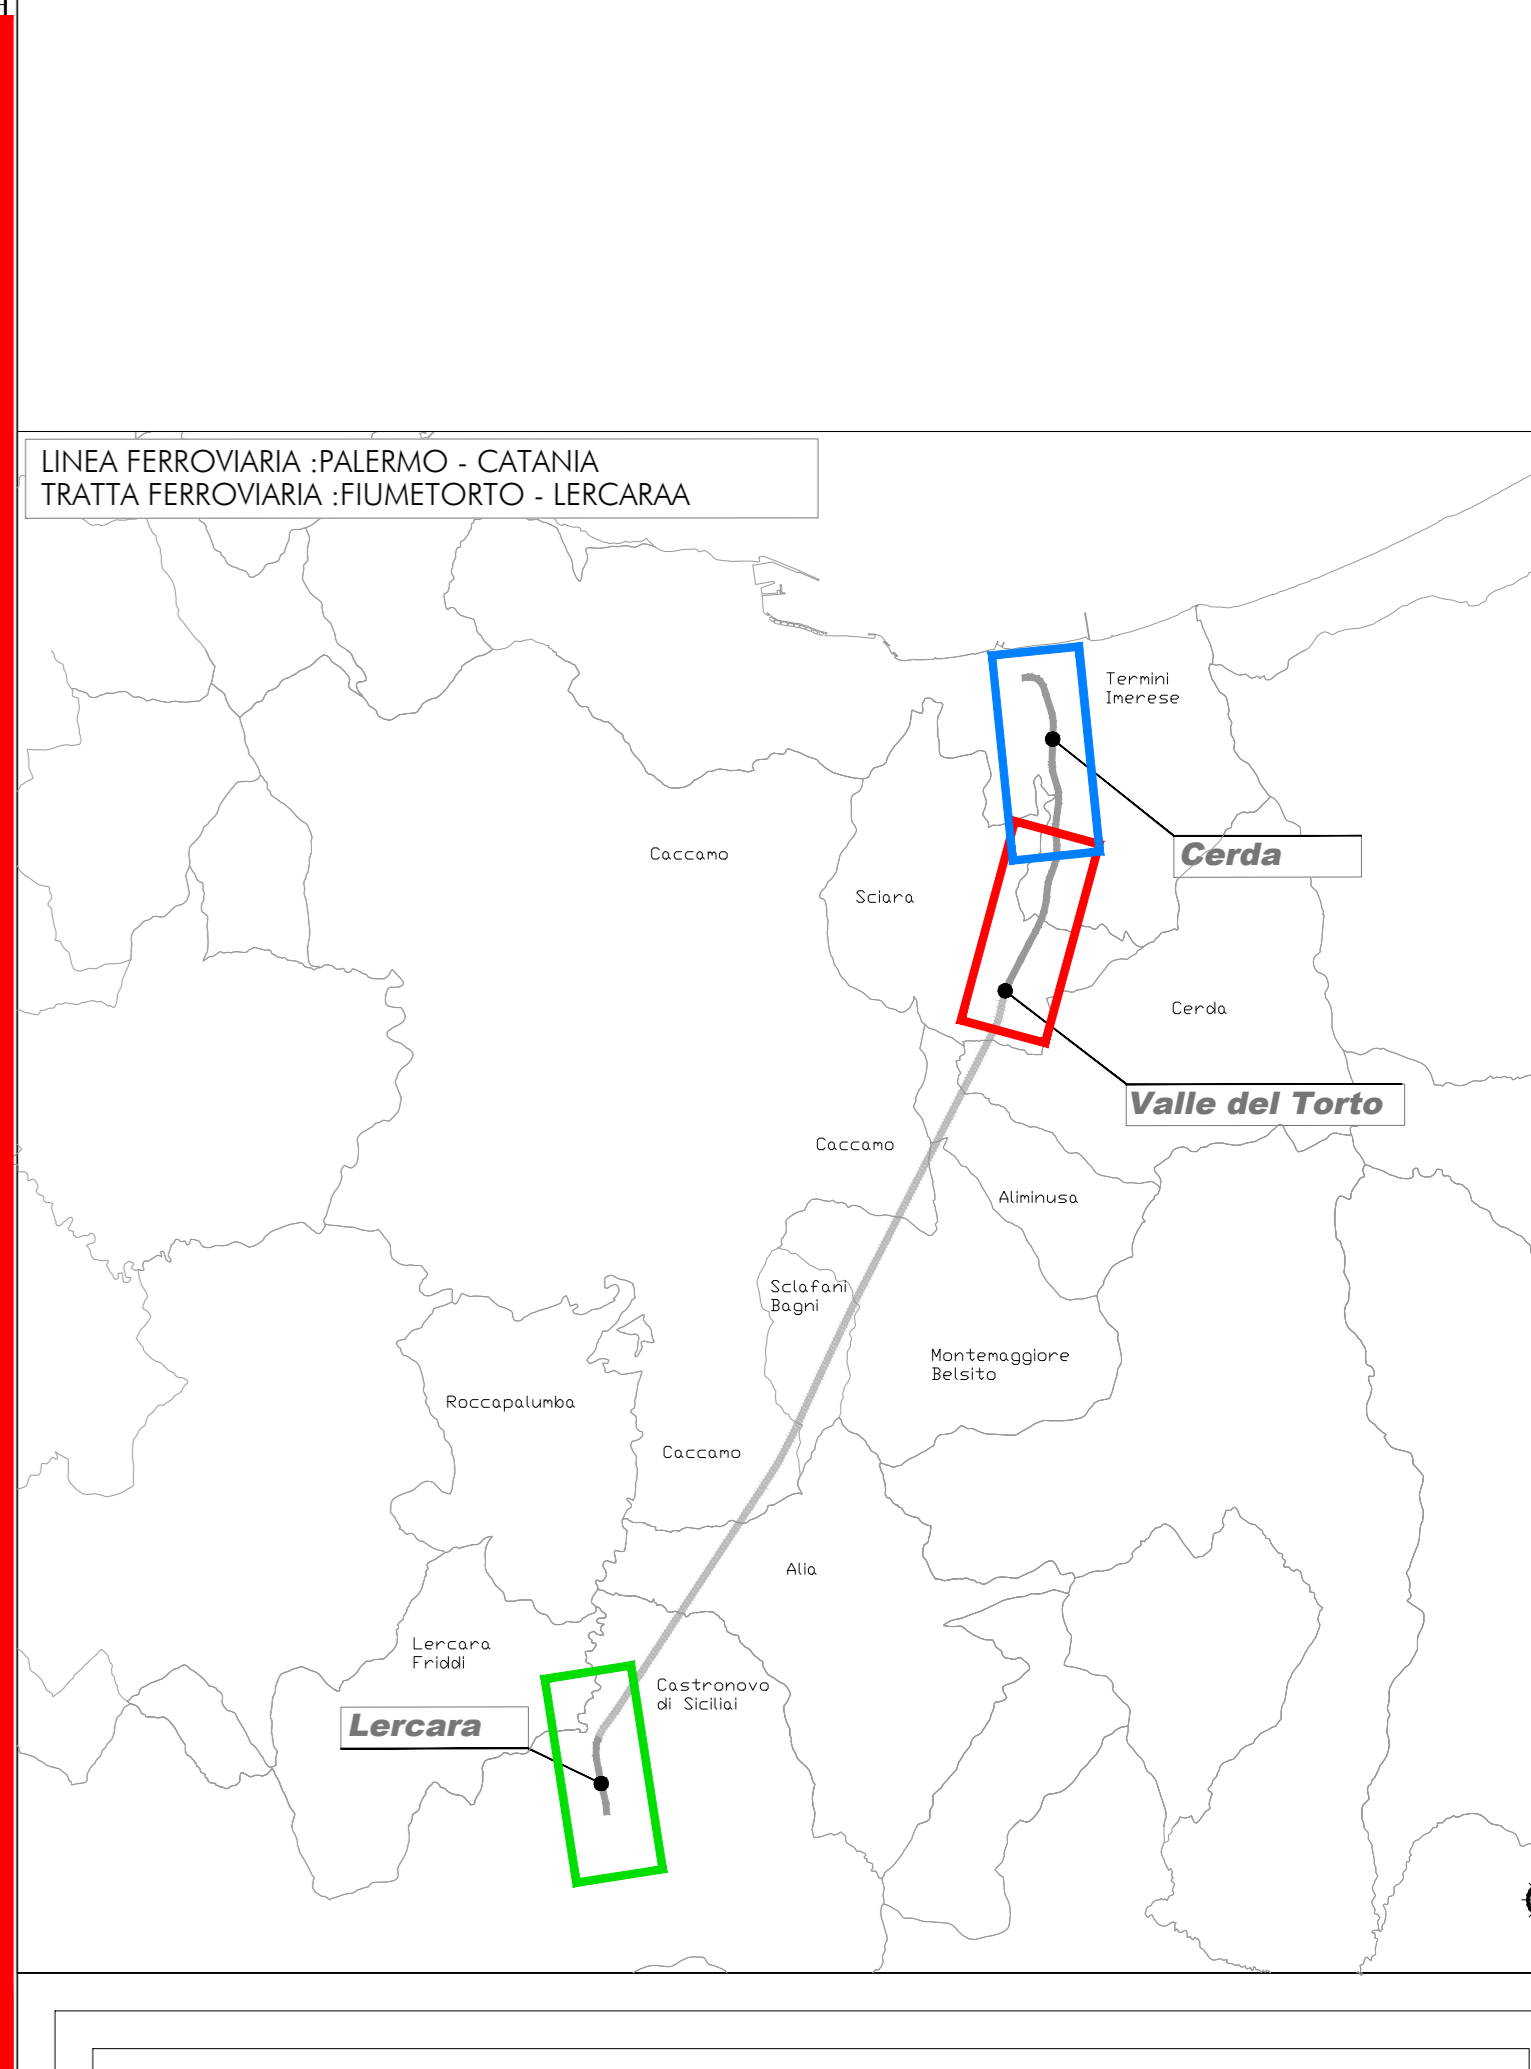 LINEA FERROVIARIA :PALERMO - CATANIA
TRATTA FERROVIARIA :FIUMETORTO - LERCARAA
Termini
Imerese
Cerda
Caccamo
Sciara
Cerda
Valle del Torto
Caccamo
Aliminusa
Sclafani
Bagni
Montemaggiore
Belsito
Roccapalumba
Caccamo
Alia
Lercara
Friddi
Castronovo
di Siciliai
Lercara